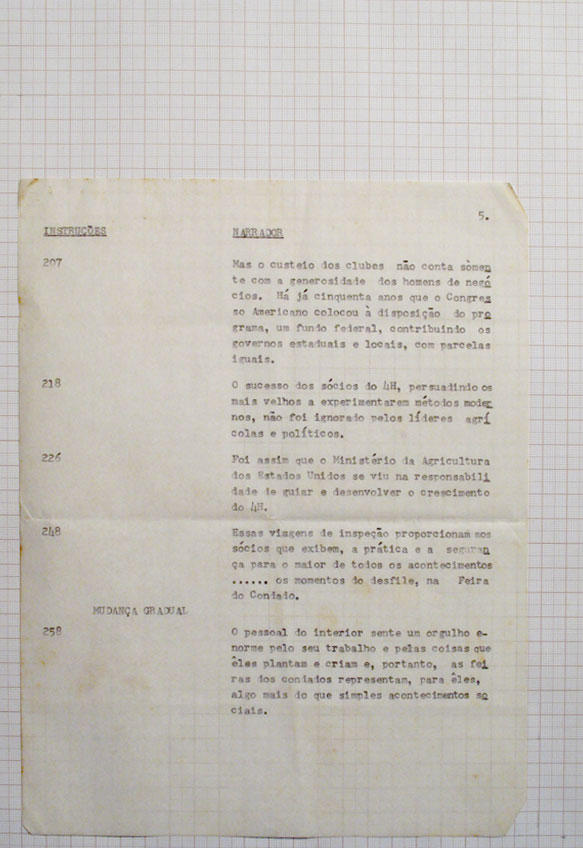 5.
INSTRUÇÕES NARRADOR
207 Mas o custeio dos clubes não conta sòmen
te com a generosidade dos homens de negó
cios. Há já cinquenta anos que o Congres
so Americano colocou à disposição do pro
grama, um fundo federal, contribuindo os
governos estaduais e locais, com parcelas
iguais.
218 O sucesso dos sócios do 4H, persuadindo os
mais velhos a experimentarem métodos moder
nos, não foi ignorado pelos líderes agrí
colas e políticos.
226 Foi assim que o Ministério da Agricultura
dos Estados Unidos se viu na responsabili
dade de guiar e desenvolver o crescimento
do 4H.
248 Essas viagens de inspeção proporcionam aos
sócios que exibem, a prática e a seguran
ça para o maior de todos os acontecimentos
...... os momentos do desfile, na Feira
do Condado.
MUDANÇA GRADUAL
258 O pessoal do interior sente um orgulho e-
norme pelo seu trabalho e pelas coisas que
êles plantam e criam e, portanto, as fei
ras dos condados representam, para êles,
algo mais do que simples acontecimentos so
ciais.